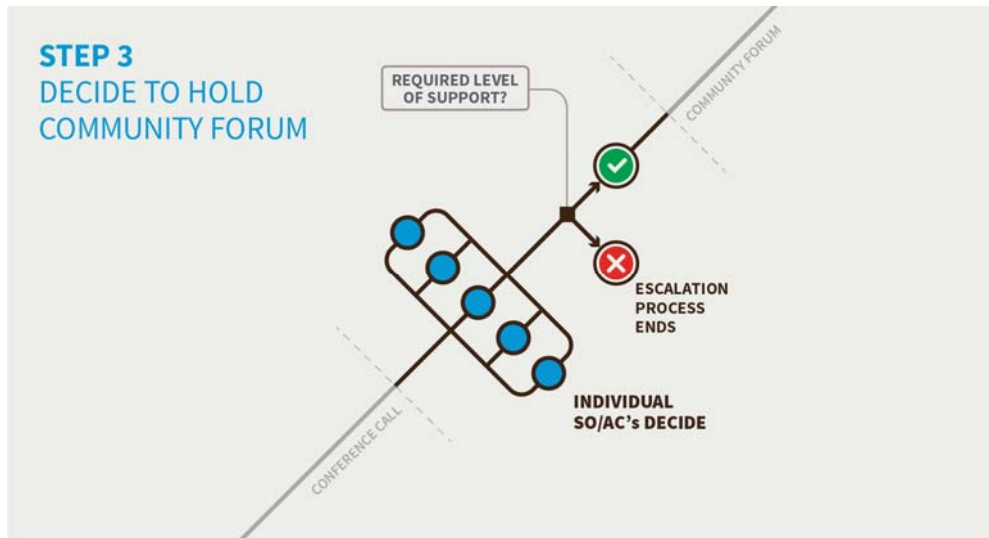 STEP 3
DECIDE TO HOLD
COMMUNITY FORUM
REQUIRED LEVEL
OF SUPPORT?
COMMUNITY FORUM
ESCALATION
PROCESS
ENDS
INDIVIDUAL
SO/AC's DECIDE
CONFERENCE CALL